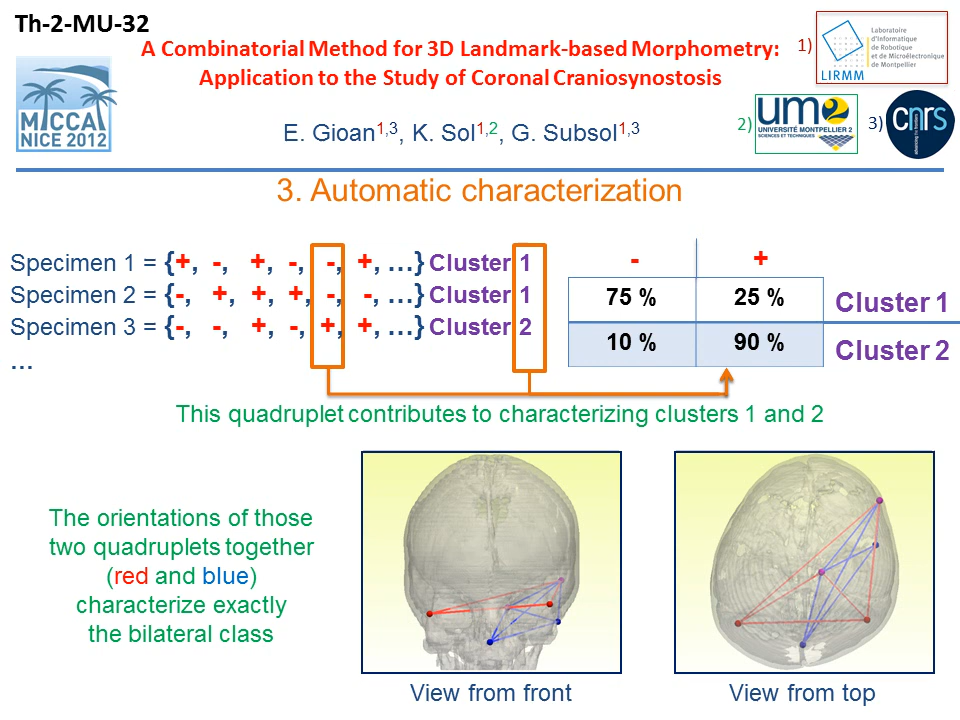 Th-2-MU-32
A Combinatorial Method for 3D Landmark-based Morphometry:
Application to the Study of Coronal Craniosynostosis
1)
LIRMM
Laboratoire
d'Informatique
de Robotique
et de Microélectronique
de Montpellier
MICCAI
NICE 2012
E. Gioan1,3, K. Sol1,2, G. Subsol1,3
2)
um2
UNIVERSITÉ MONTPELLIER 2
SCIENCES ET TECHNIQUES
3)
cnrs
3. Automatic characterization
Specimen 1 = {+, -, +, -, -, +, …} Cluster 1
Specimen 2 = {-, +, +, +, -, -, …} Cluster 1
Specimen 3 = {-, -, +, -, +, +, …} Cluster 2
…
- +
75 % 25 % Cluster 1
10 % 90 % Cluster 2
This quadruplet contributes to characterizing clusters 1 and 2
The orientations of those
two quadruplets together
(red and blue)
characterize exactly
the bilateral class
View from front
View from top